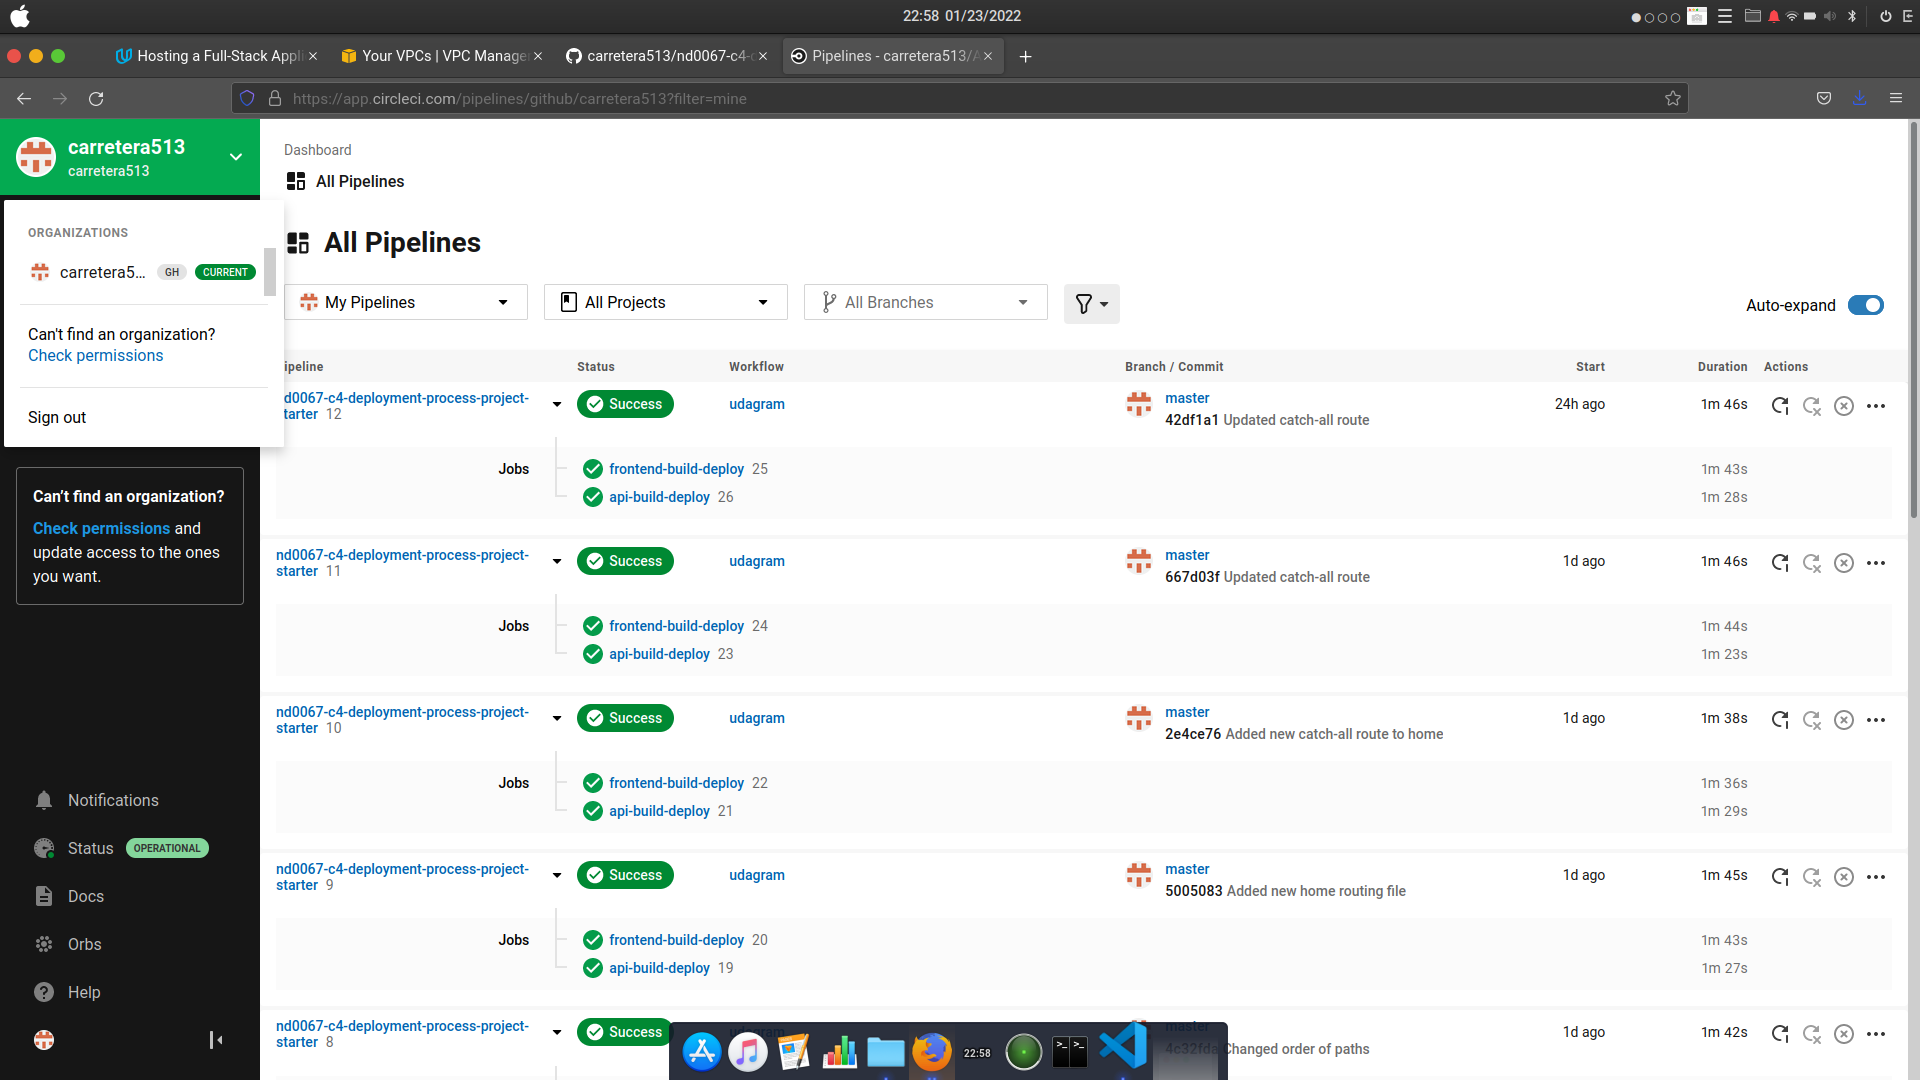 22:58 01/23/2022
Hosting a Full-Stack Appli
Your VPCs | VPC Manage
carretera513/nd0067-c4-
Pipelines - carretera513/
https://app.circleci.com/pipelines/github/carretera513?filter=mine
carretera513
carretera513
ORGANIZATIONS
carretera5... GH CURRENT
Can't find an organization?
Check permissions
Sign out
Can't find an organization?
Check permissions and
update access to the ones
you want.
Notifications
Status OPERATIONAL
Docs
Orbs
Help
Dashboard
All Pipelines
All Pipelines
My Pipelines All Projects All Branches Auto-expand
ipeline Status Workflow Branch / Commit Start Duration Actions
d0067-c4-deployment-process-project-
tarter 12
Success udagram master 24h ago 1m 46s
42df1a1 Updated catch-all route
Jobs frontend-build-deploy 25 1m 43s
api-build-deploy 26 1m 28s
nd0067-c4-deployment-process-project-
starter 11
Success udagram master 1d ago 1m 46s
667d03f Updated catch-all route
Jobs frontend-build-deploy 24 1m 44s
api-build-deploy 23 1m 23s
nd0067-c4-deployment-process-project-
starter 10
Success udagram master 1d ago 1m 38s
2e4ce76 Added new catch-all route to home
Jobs frontend-build-deploy 22 1m 36s
api-build-deploy 21 1m 29s
nd0067-c4-deployment-process-project-
starter 9
Success udagram master 1d ago 1m 45s
5005083 Added new home routing file
Jobs frontend-build-deploy 20 1m 43s
api-build-deploy 19 1m 27s
nd0067-c4-deployment-process-project-
starter 8
Success udagram master 1d ago 1m 42s
4c32fda Changed order of paths
22:58